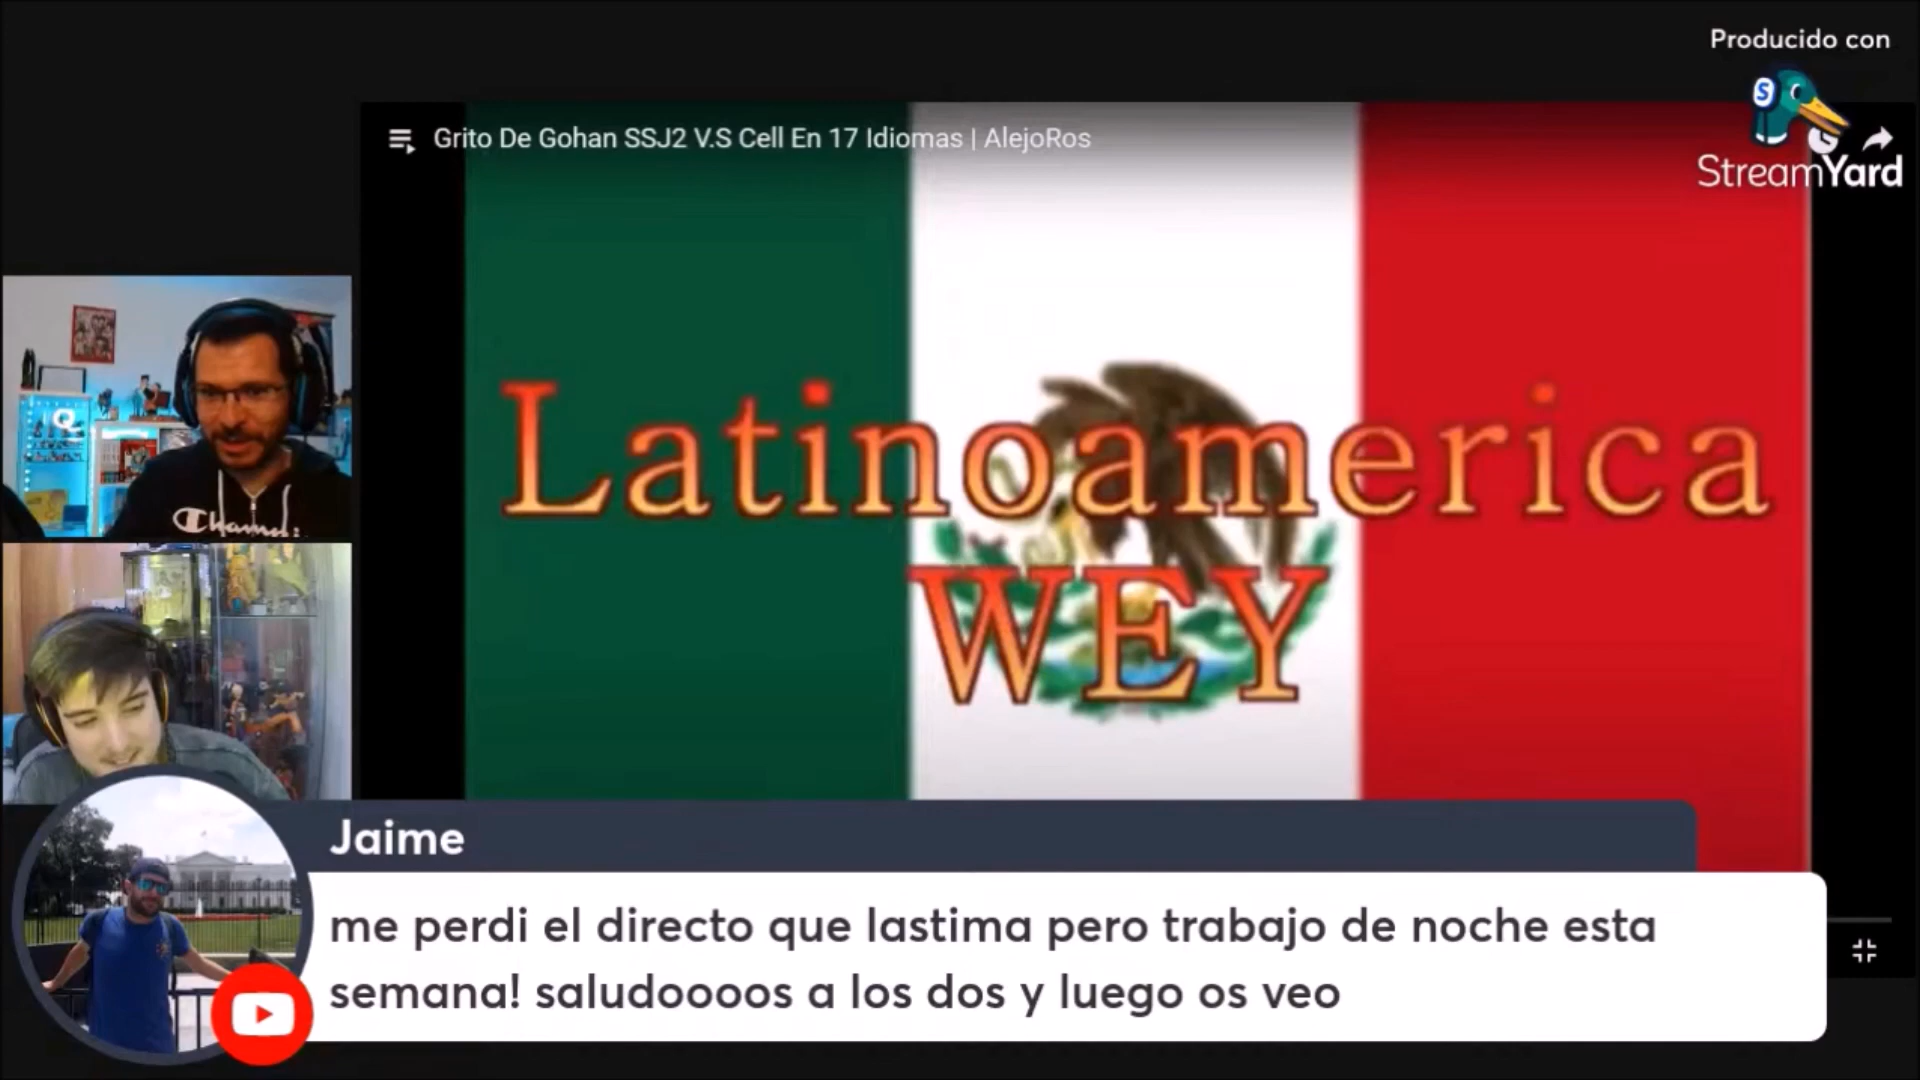 Producido con
StreamYard
Grito De Gohan SSJ2 V.S Cell En 17 Idiomas | AlejoRos
Latinoamerica
WEY
Jaime
me perdi el directo que lastima pero trabajo de noche esta
semana! saludoooos a los dos y luego os veo